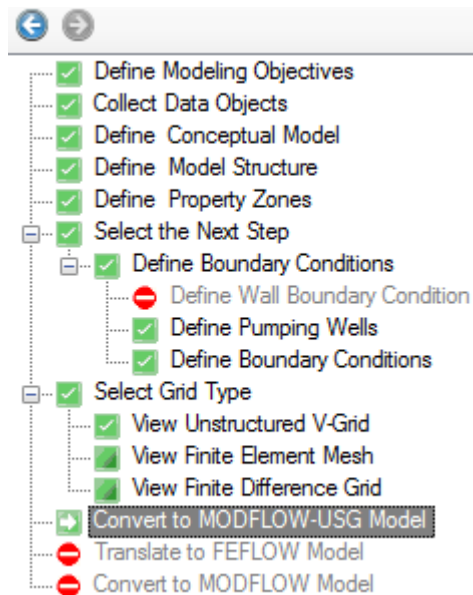 Define Modeling Objectives
Collect Data Objects
Define Conceptual Model
Define Model Structure
Define Property Zones
Select the Next Step
Define Boundary Conditions
Define Wall Boundary Condition
Define Pumping Wells
Define Boundary Conditions
Select Grid Type
View Unstructured V-Grid
View Finite Element Mesh
View Finite Difference Grid
Convert to MODFLOW-USG Model
Translate to FEFLOW Model
Convert to MODFLOW Model